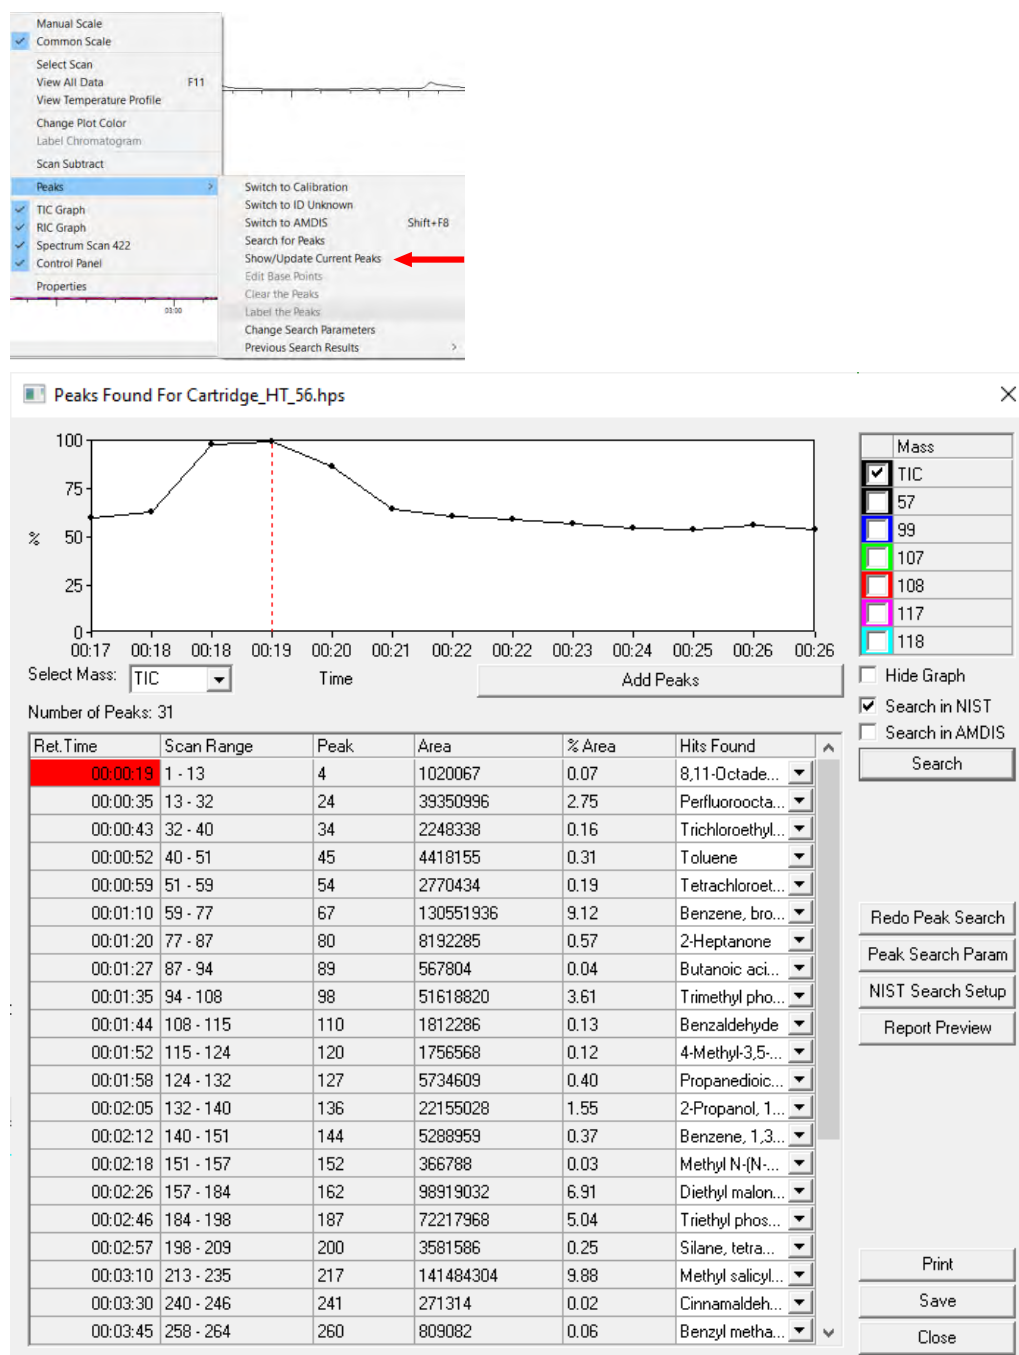 Manual Scale
Common Scale
Select Scan
View All Data F11
View Temperature Profile
Change Plot Color
Label Chromatogram
Scan Subtract
Peaks >
TIC Graph
RIC Graph
Spectrum Scan 422
Control Panel
Properties
Switch to Calibration
Switch to ID Unknown
Switch to AMDIS Shift+F8
Search for Peaks
Show/Update Current Peaks
Edit Base Points
Clear the Peaks
Label the Peaks
Change Search Parameters
Previous Search Results >
03:00
Peaks Found For Cartridge_HT_56.hps
100
75
% 50
25
0
00:17 00:18 00:18 00:19 00:20 00:21 00:22 00:22 00:23 00:24 00:25 00:26 00:26
Mass
TIC
57
99
107
108
117
118
Select Mass: TIC Time Add Peaks
Hide Graph
Search in NIST
Search in AMDIS
Search
Number of Peaks: 31
Ret.Time Scan Range Peak Area % Area Hits Found
00:00:19 1 - 13 4 1020067 0.07 8,11-Octade...
00:00:35 13 - 32 24 39350996 2.75 Perfluoroocta...
00:00:43 32 - 40 34 2248338 0.16 Trichloroethyl...
00:00:52 40 - 51 45 4418155 0.31 Toluene
00:00:59 51 - 59 54 2770434 0.19 Tetrachloroet...
00:01:10 59 - 77 67 130551936 9.12 Benzene, bro...
00:01:20 77 - 87 80 8192285 0.57 2-Heptanone
00:01:27 87 - 94 89 567804 0.04 Butanoic aci...
00:01:35 94 - 108 98 51618820 3.61 Trimethyl pho...
00:01:44 108 - 115 110 1812286 0.13 Benzaldehyde
00:01:52 115 - 124 120 1756568 0.12 4-Methyl-3,5-...
00:01:58 124 - 132 127 5734609 0.40 Propanedioic...
00:02:05 132 - 140 136 22155028 1.55 2-Propanol, 1...
00:02:12 140 - 151 144 5288959 0.37 Benzene, 1,3...
00:02:18 151 - 157 152 366788 0.03 Methyl N-(N-...
00:02:26 157 - 184 162 98919032 6.91 Diethyl malon...
00:02:46 184 - 198 187 72217968 5.04 Triethyl phos...
00:02:57 198 - 209 200 3581586 0.25 Silane, tetra...
00:03:10 213 - 235 217 141484304 9.88 Methyl salicyl...
00:03:30 240 - 246 241 271314 0.02 Cinnamaldeh...
00:03:45 258 - 264 260 809082 0.06 Benzyl metha...
Redo Peak Search
Peak Search Param
NIST Search Setup
Report Preview
Print
Save
Close